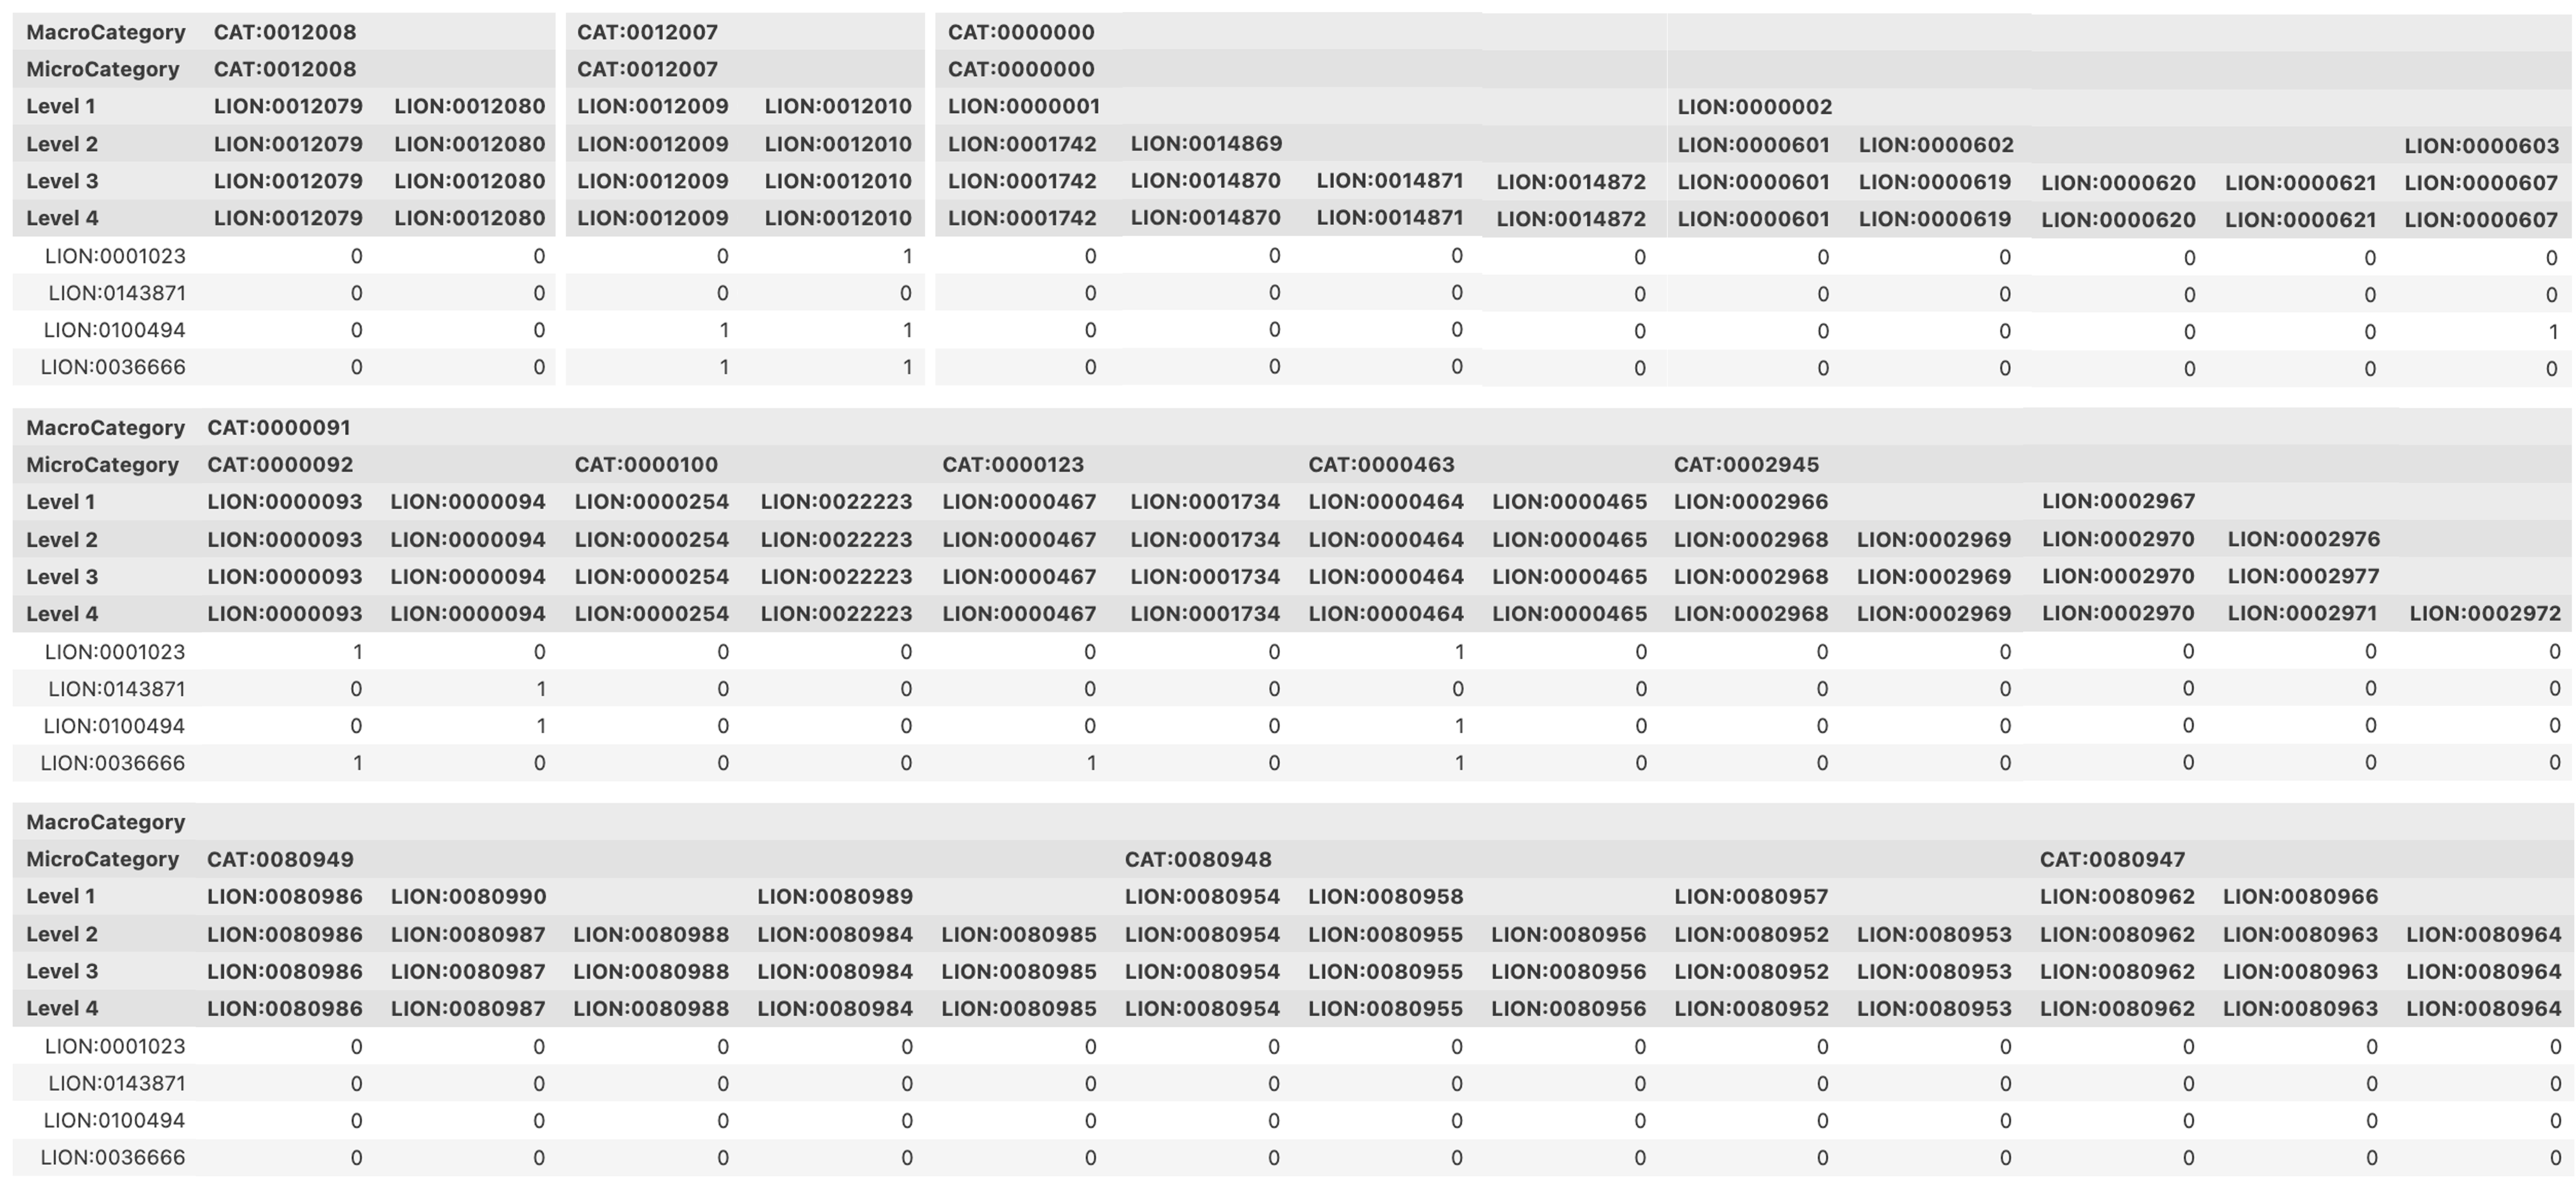 MacroCategory CAT:0012008 CAT:0012007 CAT:0000000
MicroCategory CAT:0012008 CAT:0012007 CAT:0000000
Level 1 LION:0012079 LION:0012080 LION:0012009 LION:0012010 LION:0000001 LION:0000002
Level 2 LION:0012079 LION:0012080 LION:0012009 LION:0012010 LION:0001742 LION:0014869 LION:0000601 LION:0000602 LION:0000603
Level 3 LION:0012079 LION:0012080 LION:0012009 LION:0012010 LION:0001742 LION:0014870 LION:0014871 LION:0014872 LION:0000601 LION:0000619 LION:0000620 LION:0000621 LION:0000607
Level 4 LION:0012079 LION:0012080 LION:0012009 LION:0012010 LION:0001742 LION:0014870 LION:0014871 LION:0014872 LION:0000601 LION:0000619 LION:0000620 LION:0000621 LION:0000607
LION:0001023 0 0 0 1 0 0 0 0 0 0 0 0 0
LION:0143871 0 0 0 0 0 0 0 0 0 0 0 0 0
LION:0100494 0 0 1 1 0 0 0 0 0 0 0 0 1
LION:0036666 0 0 1 1 0 0 0 0 0 0 0 0 0
MacroCategory CAT:0000091
MicroCategory CAT:0000092 CAT:0000100 CAT:0000123 CAT:0000463 CAT:0002945
Level 1 LION:0000093 LION:0000094 LION:0000254 LION:0022223 LION:0000467 LION:0001734 LION:0000464 LION:0000465 LION:0002966 LION:0002967
Level 2 LION:0000093 LION:0000094 LION:0000254 LION:0022223 LION:0000467 LION:0001734 LION:0000464 LION:0000465 LION:0002968 LION:0002969 LION:0002970 LION:0002976
Level 3 LION:0000093 LION:0000094 LION:0000254 LION:0022223 LION:0000467 LION:0001734 LION:0000464 LION:0000465 LION:0002968 LION:0002969 LION:0002970 LION:0002977
Level 4 LION:0000093 LION:0000094 LION:0000254 LION:0022223 LION:0000467 LION:0001734 LION:0000464 LION:0000465 LION:0002968 LION:0002969 LION:0002970 LION:0002971 LION:0002972
LION:0001023 1 0 0 0 0 0 1 0 0 0 0 0 0
LION:0143871 0 1 0 0 0 0 0 0 0 0 0 0 0
LION:0100494 0 1 0 0 0 0 1 0 0 0 0 0 0
LION:0036666 1 0 0 0 1 0 1 0 0 0 0 0 0
MacroCategory
MicroCategory CAT:0080949 CAT:0080948 CAT:0080947
Level 1 LION:0080986 LION:0080990 LION:0080989 LION:0080954 LION:0080958 LION:0080957 LION:0080962 LION:0080966
Level 2 LION:0080986 LION:0080987 LION:0080988 LION:0080984 LION:0080985 LION:0080954 LION:0080955 LION:0080956 LION:0080952 LION:0080953 LION:0080962 LION:0080963 LION:0080964
Level 3 LION:0080986 LION:0080987 LION:0080988 LION:0080984 LION:0080985 LION:0080954 LION:0080955 LION:0080956 LION:0080952 LION:0080953 LION:0080962 LION:0080963 LION:0080964
Level 4 LION:0080986 LION:0080987 LION:0080988 LION:0080984 LION:0080985 LION:0080954 LION:0080955 LION:0080956 LION:0080952 LION:0080953 LION:0080962 LION:0080963 LION:0080964
LION:0001023 0 0 0 0 0 0 0 0 0 0 0 0 0
LION:0143871 0 0 0 0 0 0 0 0 0 0 0 0 0
LION:0100494 0 0 0 0 0 0 0 0 0 0 0 0 0
LION:0036666 0 0 0 0 0 0 0 0 0 0 0 0 0